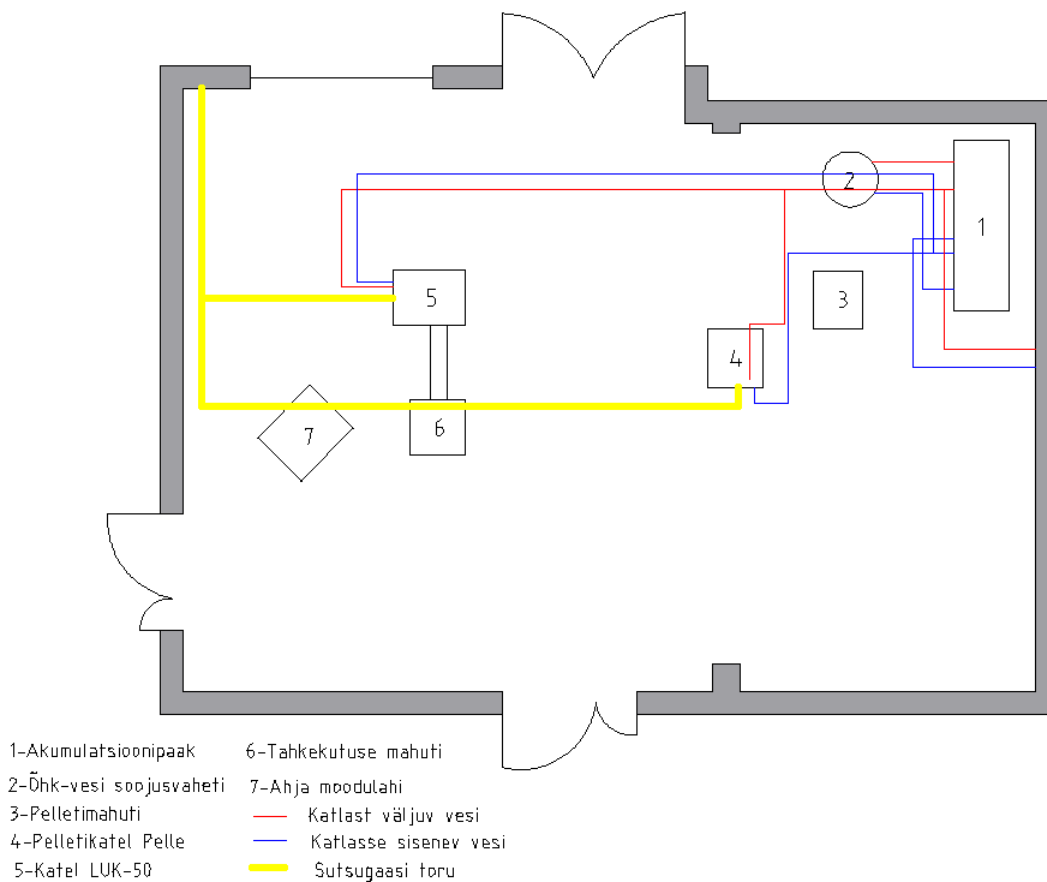 2
1
5
3
4
6
7
1-Akumulatsioonipaak
2-Õhk-vesi soojusvaheti
3-Pelletimahuti
4-Pelletikatel Pelle
5-Katel LUK-50
6-Tahkekutuse mahuti
7-Ahja moodulahi
Katlast väljuv vesi
Katlasse sisenev vesi
Sutsugaasi toru